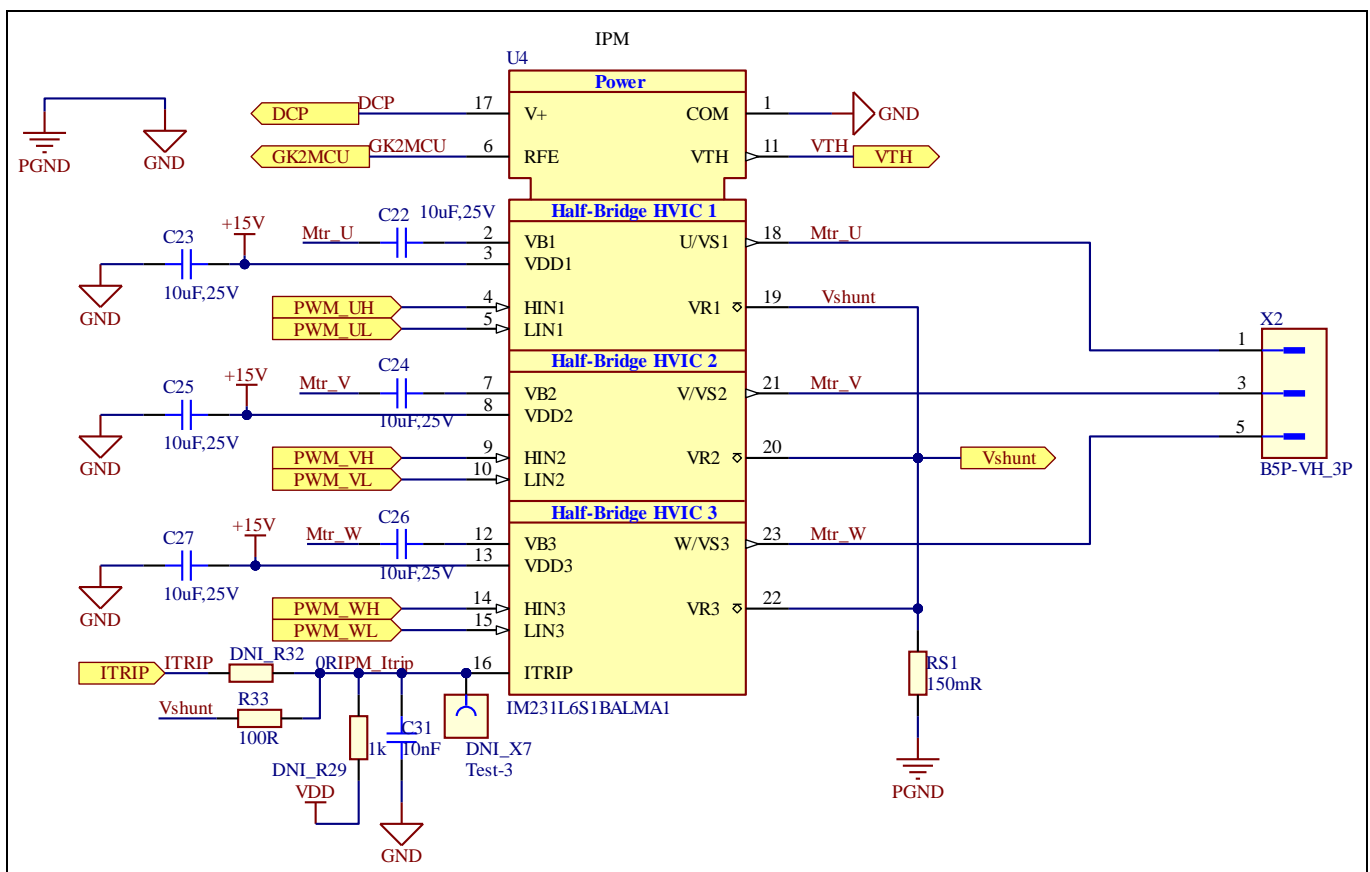 IPM
U4
Power
DCP DCP 17 V+ COM 1 GND
PGND GND
GK2MCU GK2MCU 6 RFE VTH 11 VTH VTH
Half-Bridge HVIC 1
C23 +15V Mtr_U C22 10uF,25V 2 VB1 U/VS1 18 Mtr_U
3 VDD1
10uF,25V
GND
PWM_UH 4 HIN1 VR1 19 Vshunt
PWM_UL 5 LIN1
X2
1
Half-Bridge HVIC 2
C25 +15V Mtr_V C24 7 VB2 V/VS2 21 Mtr_V 3
8 VDD2
10uF,25V 10uF,25V
GND
5
PWM_VH 9 HIN2 VR2 20 Vshunt
PWM_VL 10 LIN2
B5P-VH_3P
Half-Bridge HVIC 3
C27 +15V Mtr_W C26 12 VB3 W/VS3 23 Mtr_W
13 VDD3
10uF,25V 10uF,25V
GND
PWM_WH 14 HIN3 VR3 22
PWM_WL 15 LIN3
ITRIP ITRIP DNI_R32 0R IPM_Itrip 16 ITRIP
RS1
150mR
Vshunt R33
100R
IM231L6S1BALMA1
C31
1k 10nF
DNI_X7
Test-3
DNI_R29
VDD
GND
PGND